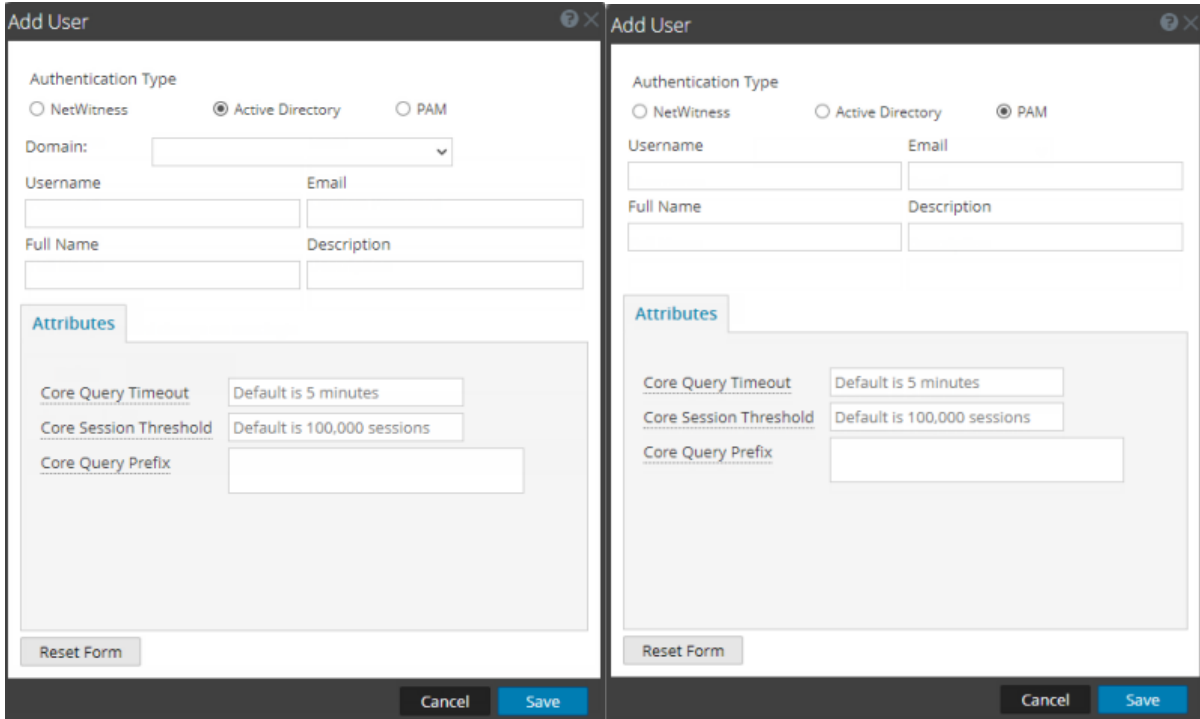 Add User
Authentication Type
NetWitness Active Directory PAM
Domain:
Username Email
Full Name Description
Attributes
Core Query Timeout Default is 5 minutes
Core Session Threshold Default is 100,000 sessions
Core Query Prefix
Reset Form
Cancel Save
Add User
Authentication Type
NetWitness Active Directory PAM
Username Email
Full Name Description
Attributes
Core Query Timeout Default is 5 minutes
Core Session Threshold Default is 100,000 sessions
Core Query Prefix
Reset Form
Cancel Save